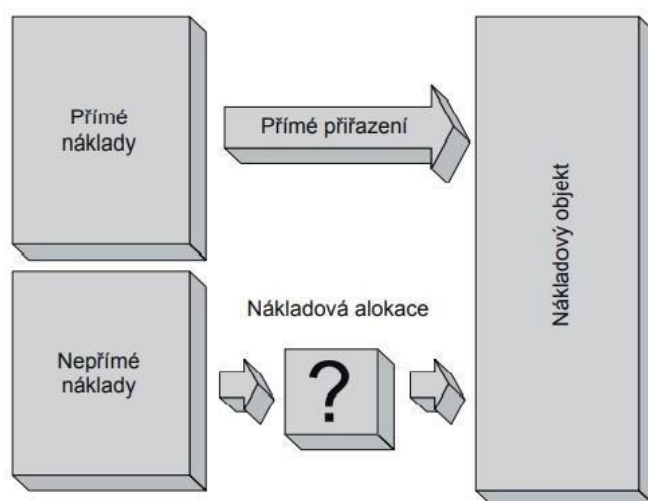 Přímé
náklady
Přímé přiřazení
Nákladový objekt
Nákladová alokace
Nepřímé
náklady
?